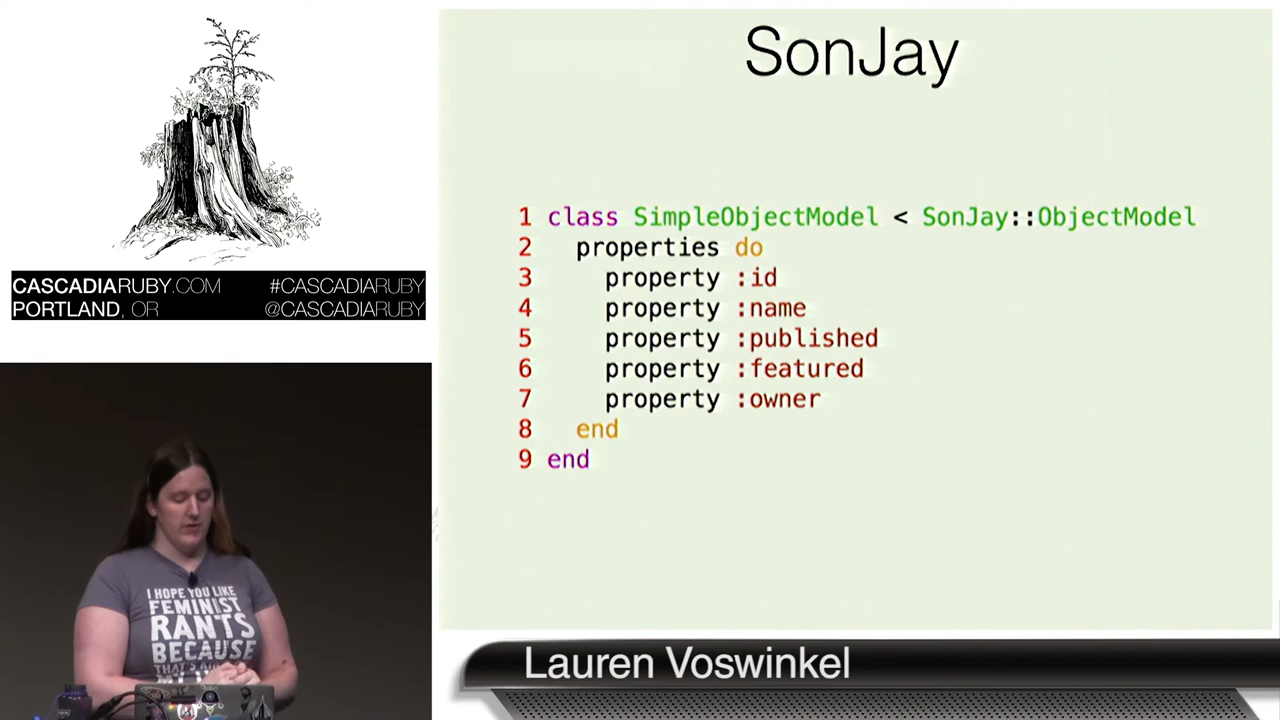 CASCADIARUBY.COM #CASCADIARUBY
PORTLAND, OR @CASCADIARUBY
SonJay
1 class SimpleObjectModel < SonJay::ObjectModel
2   properties do
3     property :id
4     property :name
5     property :published
6     property :featured
7     property :owner
8   end
9 end
I HOPE YOU LIKE
FEMINIST
RANTS
BECAUSE
THAT'S
MY
Lauren Voswinkel